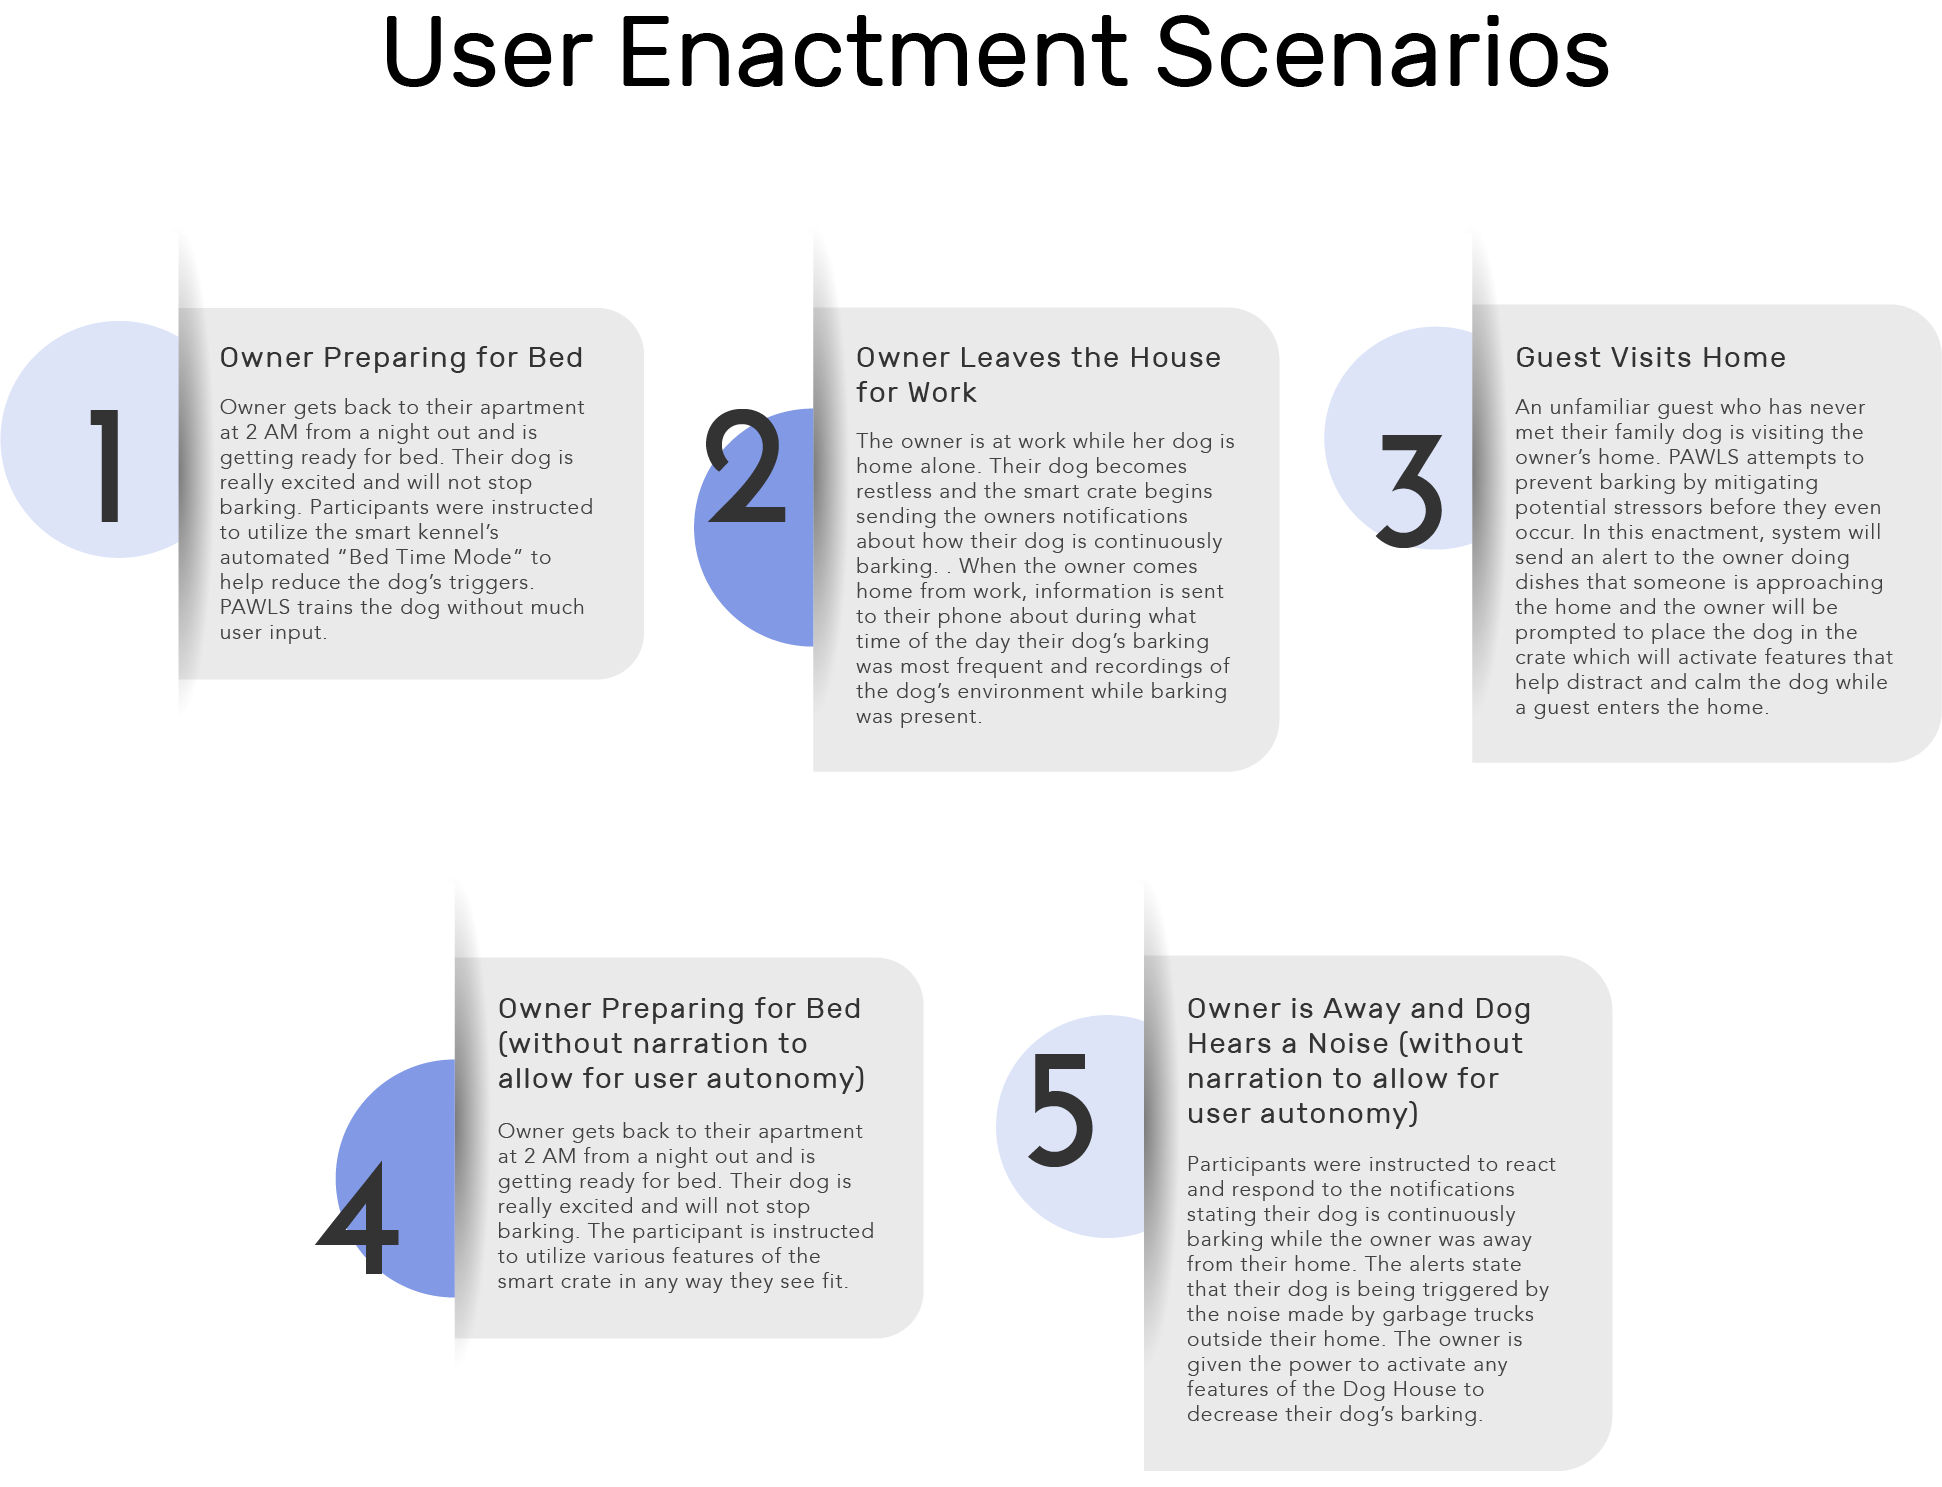 User Enactment Scenarios
1
Owner Preparing for Bed
Owner gets back to their apartment
at 2 AM from a night out and is
getting ready for bed. Their dog is
really excited and will not stop
barking. Participants were instructed
to utilize the smart kennel’s
automated “Bed Time Mode” to
help reduce the dog’s triggers.
PAWLS trains the dog without much
user input.
2
Owner Leaves the House
for Work
The owner is at work while her dog is
home alone. Their dog becomes
restless and the smart crate begins
sending the owners notifications
about how their dog is continuously
barking. . When the owner comes
home from work, information is sent
to their phone about during what
time of the day their dog’s barking
was most frequent and recordings of
the dog’s environment while barking
was present.
3
Guest Visits Home
An unfamiliar guest who has never
met their family dog is visiting the
owner’s home. PAWLS attempts to
prevent barking by mitigating
potential stressors before they even
occur. In this enactment, system will
send an alert to the owner doing
dishes that someone is approaching
the home and the owner will be
prompted to place the dog in the
crate which will activate features that
help distract and calm the dog while
a guest enters the home.
4
Owner Preparing for Bed
(without narration to
allow for user autonomy)
Owner gets back to their apartment
at 2 AM from a night out and is
getting ready for bed. Their dog is
really excited and will not stop
barking. The participant is instructed
to utilize various features of the
smart crate in any way they see fit.
5
Owner is Away and Dog
Hears a Noise (without
narration to allow for
user autonomy)
Participants were instructed to react
and respond to the notifications
stating their dog is continuously
barking while the owner was away
from their home. The alerts state
that their dog is being triggered by
the noise made by garbage trucks
outside their home. The owner is
given the power to activate any
features of the Dog House to
decrease their dog’s barking.